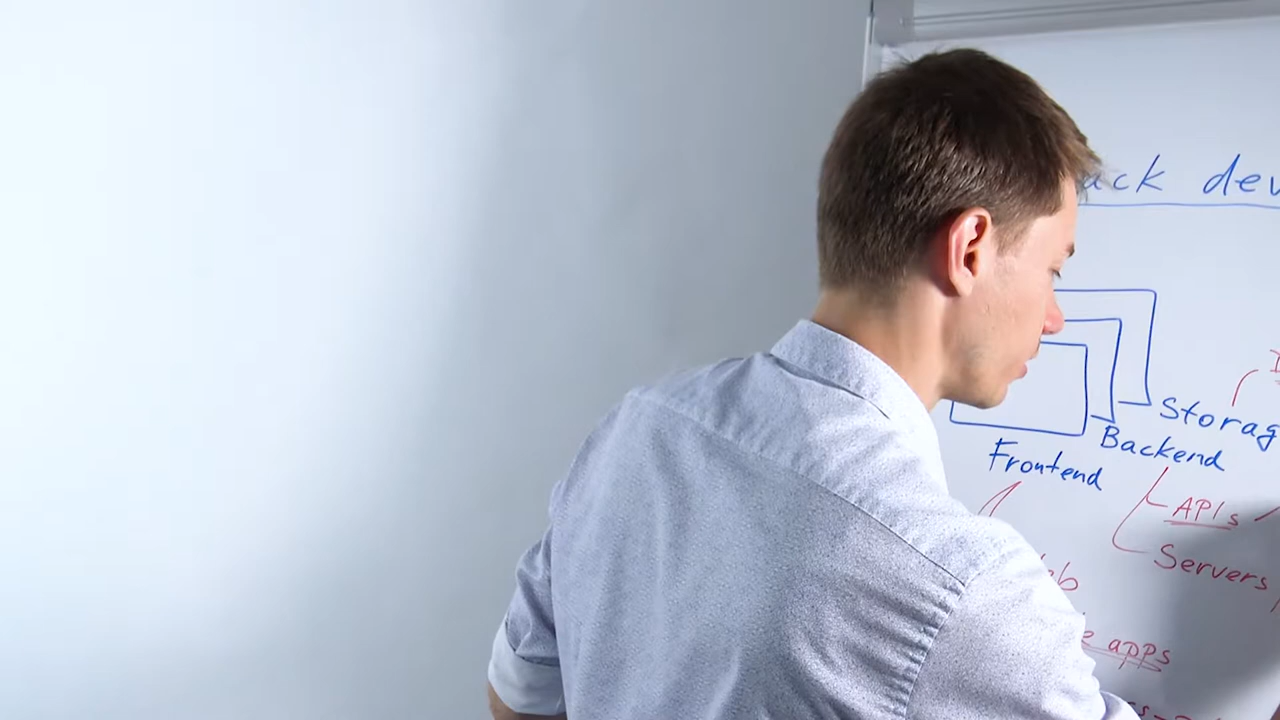 ack dev
Storag
Backend
Frontend
APIs
Servers
eb
e apps